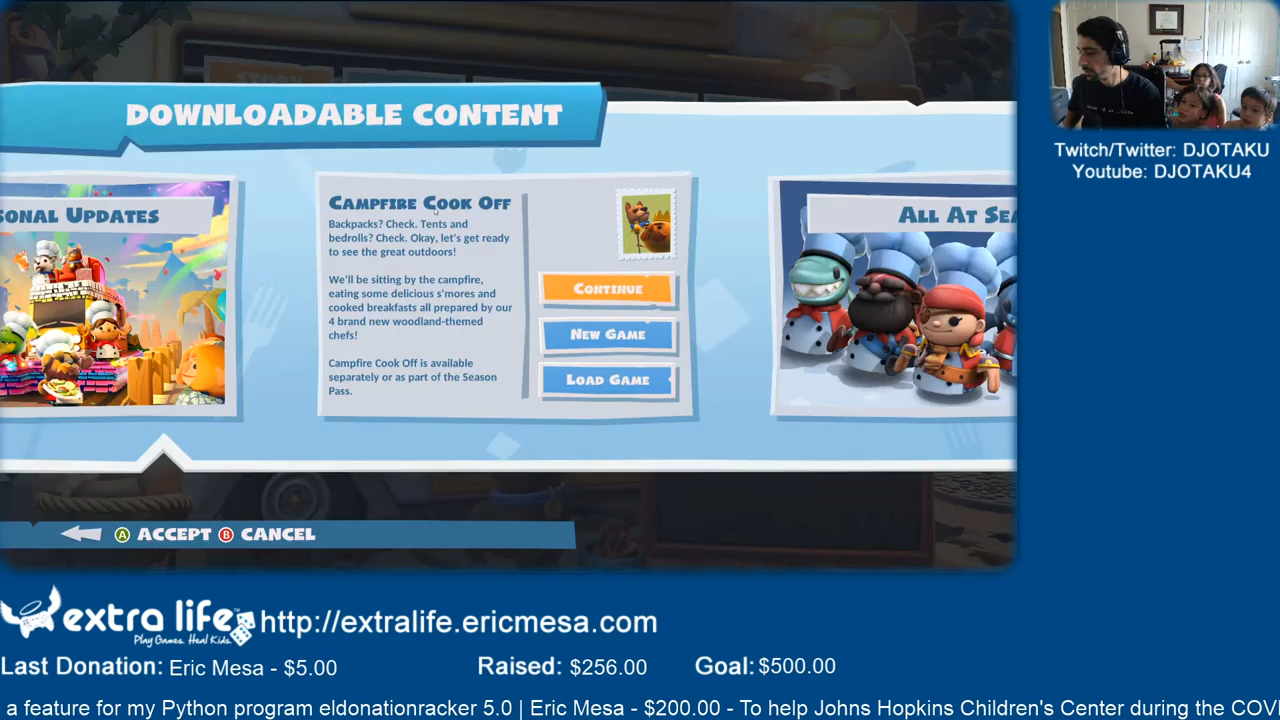 STORY
DOWNLOADABLE CONTENT
SONAL UPDATES
CAMPFIRE COOK OFF
Backpacks? Check. Tents and
bedrolls? Check. Okay, let's get ready
to see the great outdoors!
We'll be sitting by the campfire,
eating some delicious s'mores and
cooked breakfasts all prepared by our
4 brand new woodland-themed
chefs!
Campfire Cook Off is available
separately or as part of the Season
Pass.
CONTINUE
NEW GAME
LOAD GAME
ALL AT SEA
A ACCEPT B CANCEL
Twitch/Twitter: DJOTAKU
Youtube: DJOTAKU4
extra life
Play Games. Heal Kids.
http://extralife.ericmesa.com
Last Donation: Eric Mesa - $5.00 Raised: $256.00 Goal: $500.00
a feature for my Python program eldonationracker 5.0 | Eric Mesa - $200.00 - To help Johns Hopkins Children's Center during the COVI